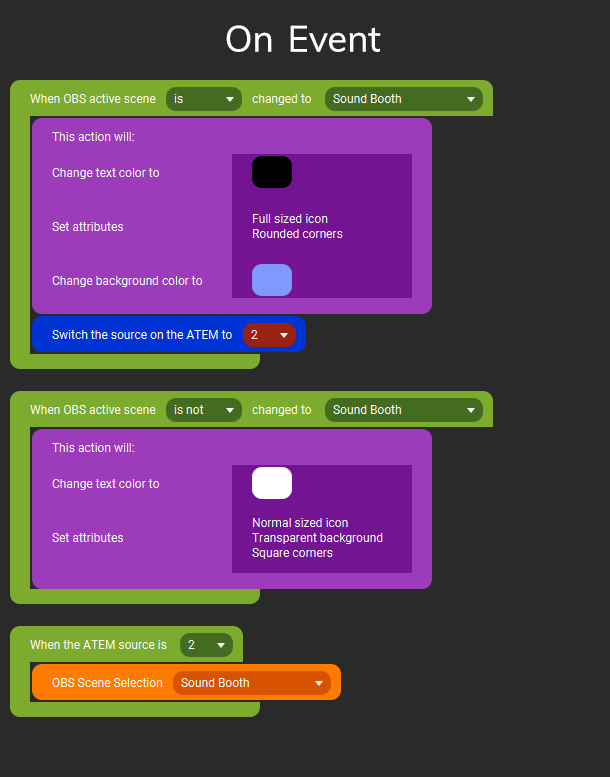 On Event
When OBS active scene is changed to Sound Booth
This action will:
Change text color to
Set attributes
Full sized icon
Rounded corners
Change background color to
Switch the source on the ATEM to 2
When OBS active scene is not changed to Sound Booth
This action will:
Change text color to
Set attributes
Normal sized icon
Transparent background
Square corners
When the ATEM source is 2
OBS Scene Selection Sound Booth